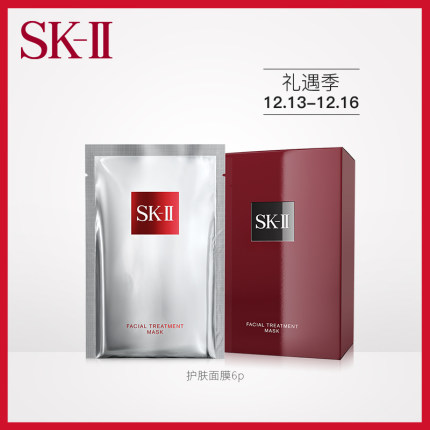 SK-II
礼遇季
12.13-12.16
SK-II
FACIAL TREATMENT
MASK
SK-II
FACIAL TREATMENT
MASK
护肤面膜6p